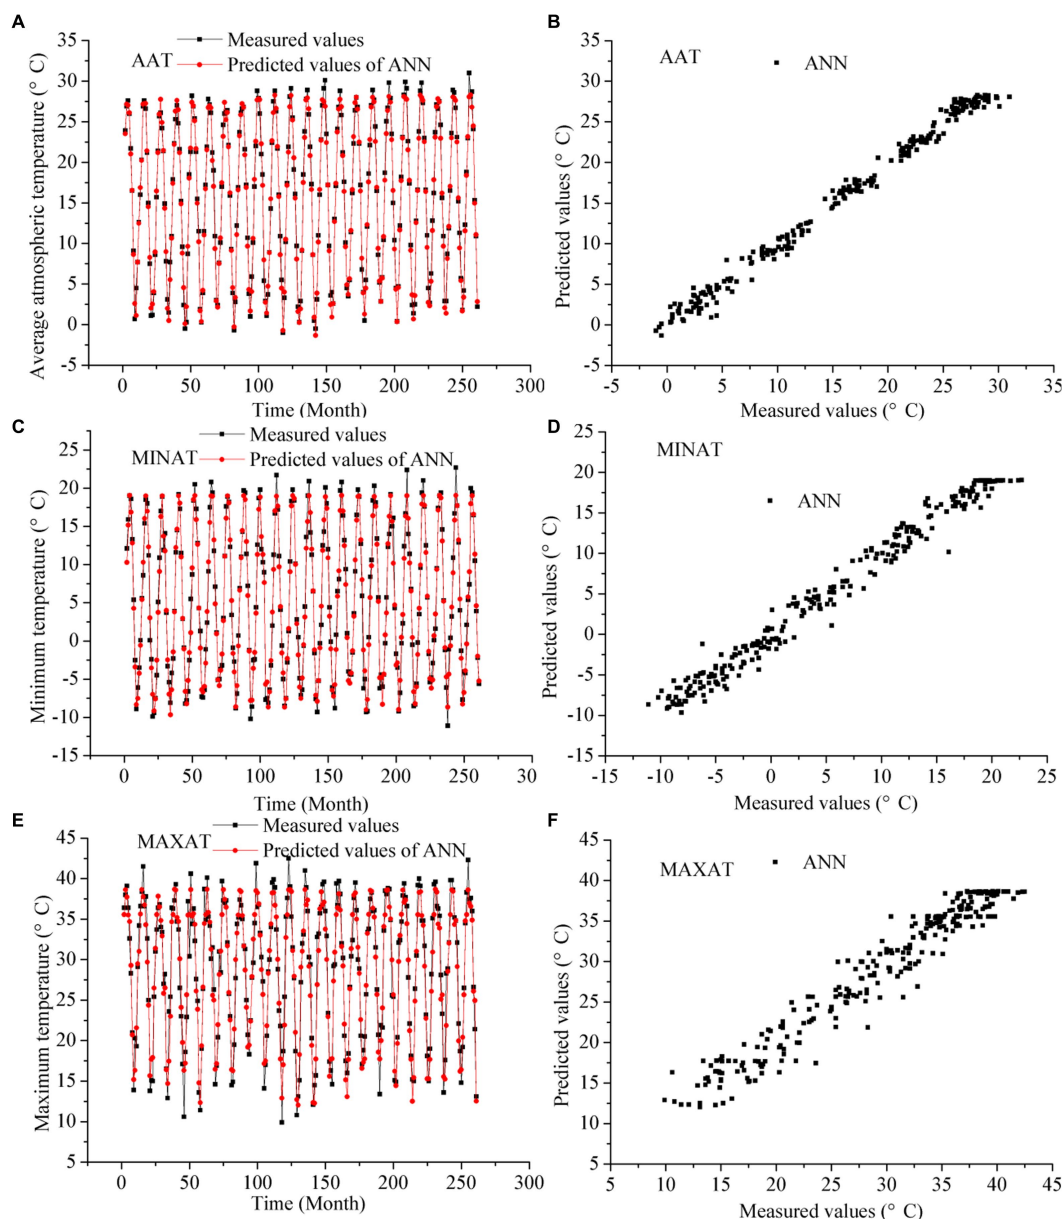 A
Measured values
AAT
Predicted values of ANN
Average atmospheric temperature (° C)
35
30
25
20
15
10
5
0
-5
0 50 100 150 200 250 300
Time (Month)
B
AAT ANN
Predicted values (° C)
35
30
25
20
15
10
5
0
-5
-5 0 5 10 15 20 25 30 35
Measured values (° C)
C
Measured values
MINAT
Predicted values of ANN
Minimum temperature (° C)
25
20
15
10
5
0
-5
-10
-15
0 50 100 150 200 250 30
Time (Month)
D
MINAT
ANN
Predicted values (° C)
25
20
15
10
5
0
-5
-10
-15
-15 -10 -5 0 5 10 15 20 25
Measured values (° C)
E
Measured values
MAXAT
Predicted values of ANN
Maximum temperature (° C)
45
40
35
30
25
20
15
10
5
0 50 100 150 200 250 300
Time (Month)
F
MAXAT ANN
Predicted values (° C)
45
40
35
30
25
20
15
10
5
5 10 15 20 25 30 35 40 45
Measured values (° C)